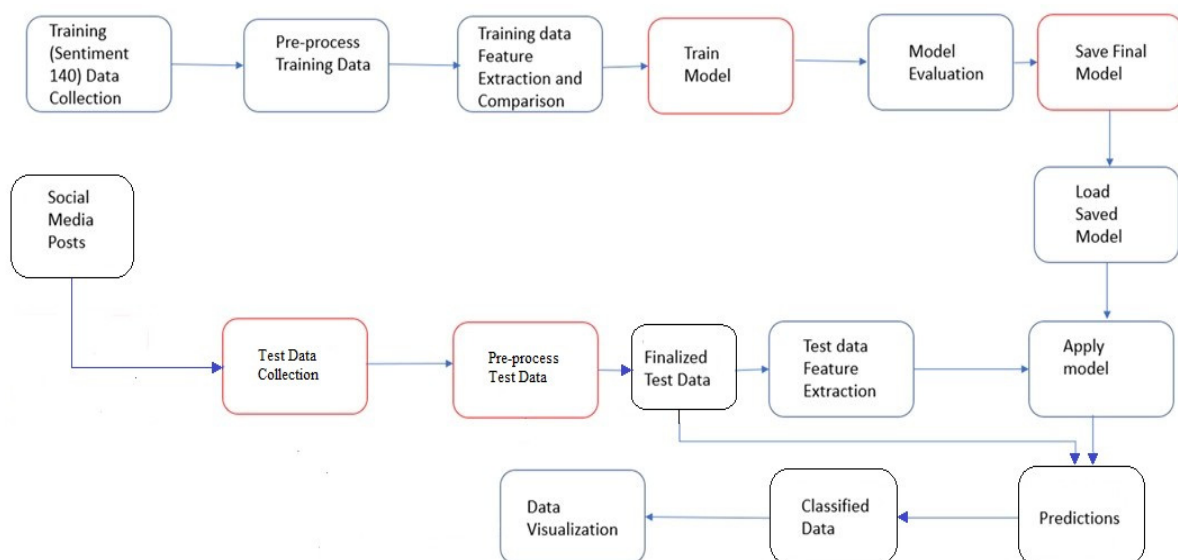 Training
(Sentiment
140) Data
Collection
Pre-process
Training Data
Training data
Feature
Extraction and
Comparison
Train
Model
Model
Evaluation
Save Final
Model
Social
Media
Posts
Load
Saved
Model
Test Data
Collection
Pre-process
Test Data
Finalized
Test Data
Test data
Feature
Extraction
Apply
model
Data
Visualization
Classified
Data
Predictions